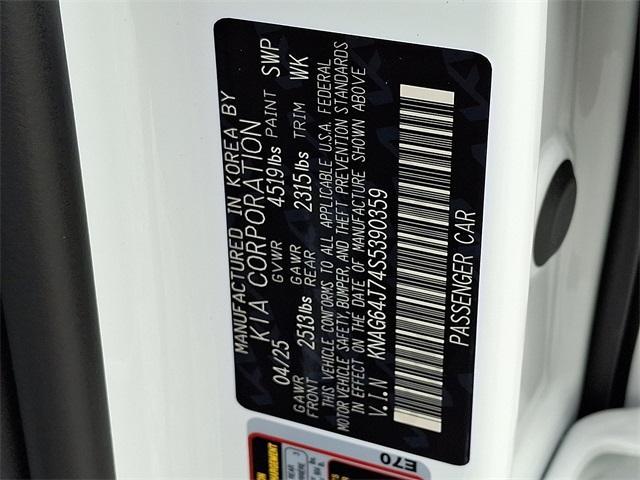 MANUFACTURED IN KOREA BY
KIA CORPORATION
04/25 GVWR 4519lbs PAINT SWP
GAWR FRONT 2513lbs GAWR REAR 2315lbs TRIM WK
THIS VEHICLE CONFORMS TO ALL APPLICABLE U.S.A. FEDERAL
MOTOR VEHICLE SAFETY, BUMPER, AND THEFT PREVENTION STANDARDS
IN EFFECT ON THE DATE OF MANUFACTURE SHOWN ABOVE
V.I.N KNAG64J74S5390359
PASSENGER CAR
E70
REAR